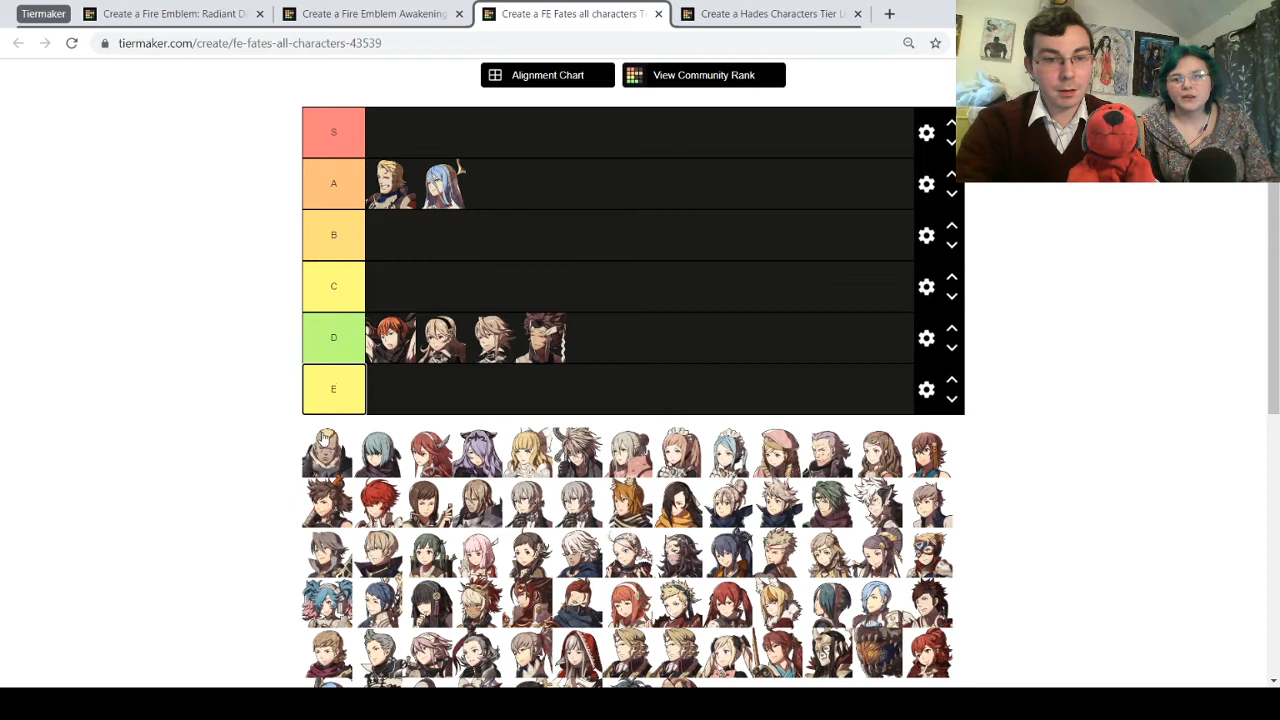 Tiermaker
Create a Fire Emblem: Radiant D
Create a Fire Emblem Awakening
Create a FE Fates all characters T
Create a Hades Characters Tier Li
tiermaker.com/create/fe-fates-all-characters-43539
Alignment Chart
View Community Rank
S
A
B
C
D
E